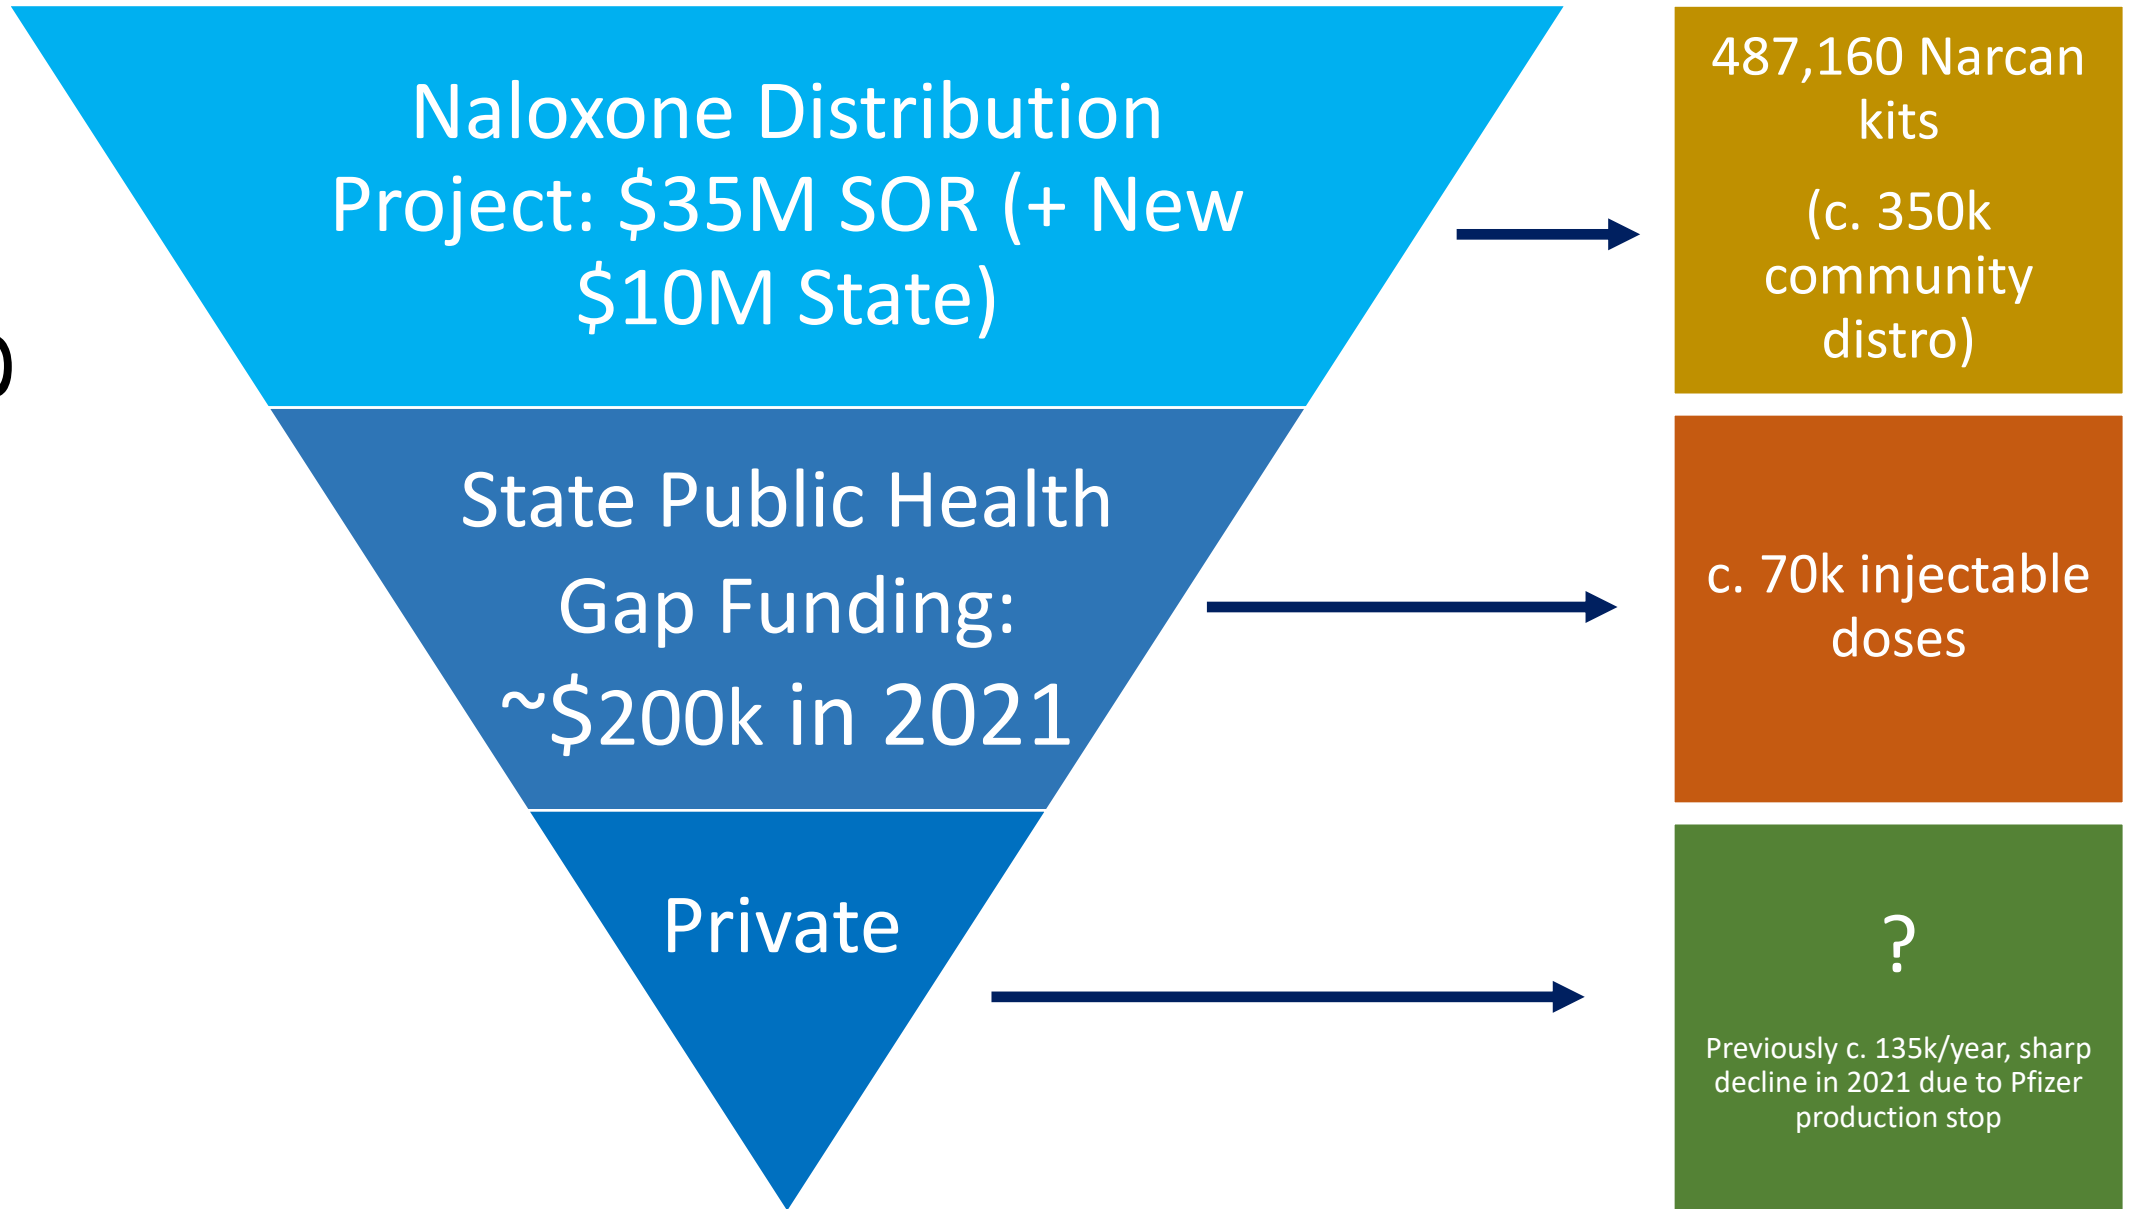 Naloxone Distribution
Project: $35M SOR (+ New
$10M State)
487,160 Narcan
kits
(c. 350k
community
distro)
State Public Health
Gap Funding:
~$200k in 2021
c. 70k injectable
doses
Private
?
Previously c. 135k/year, sharp
decline in 2021 due to Pfizer
production stop